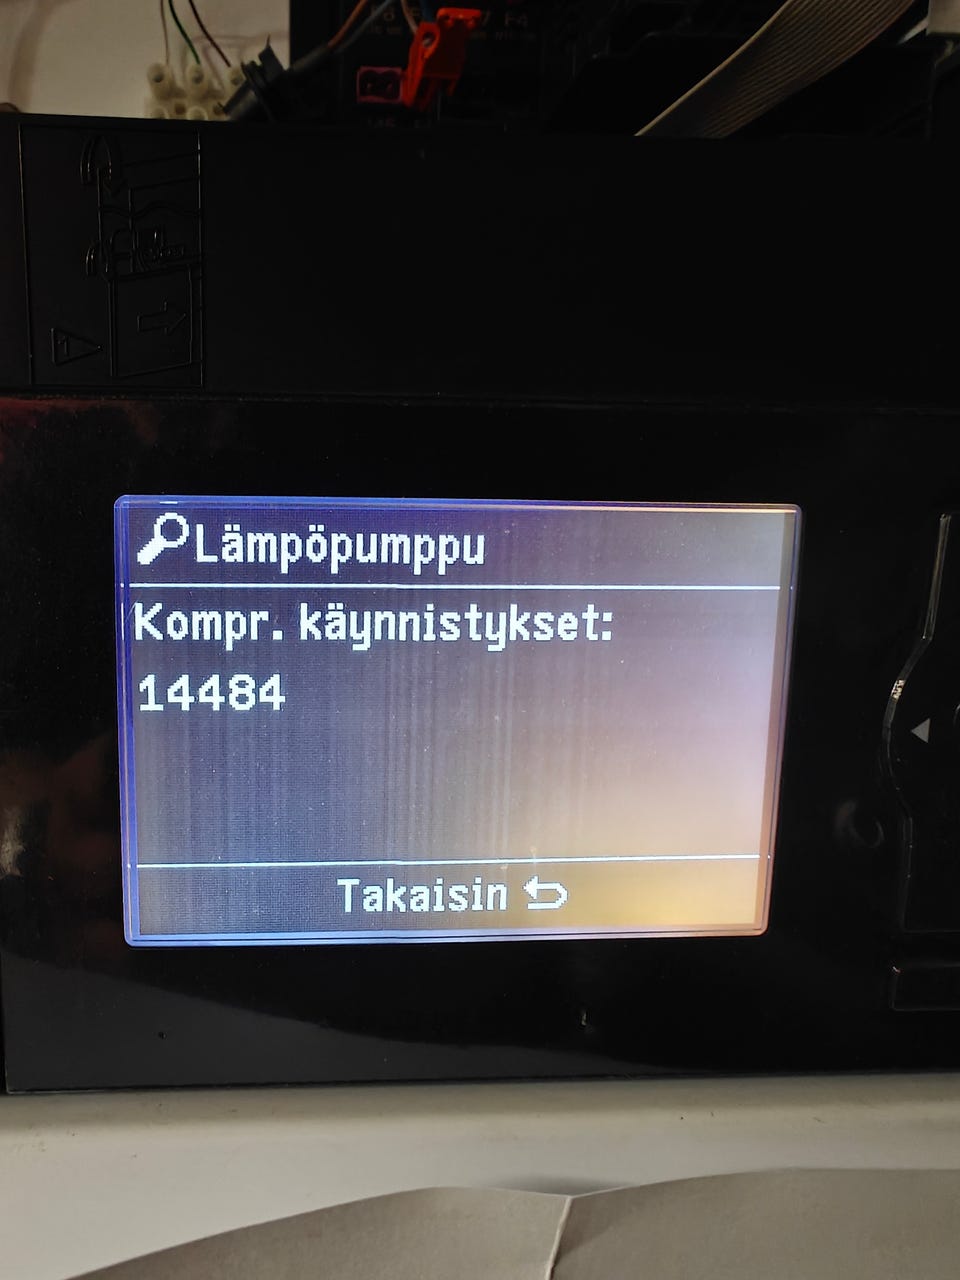 Lämpöpumppu
Kompr. käynnistykset:
14484
Takaisin